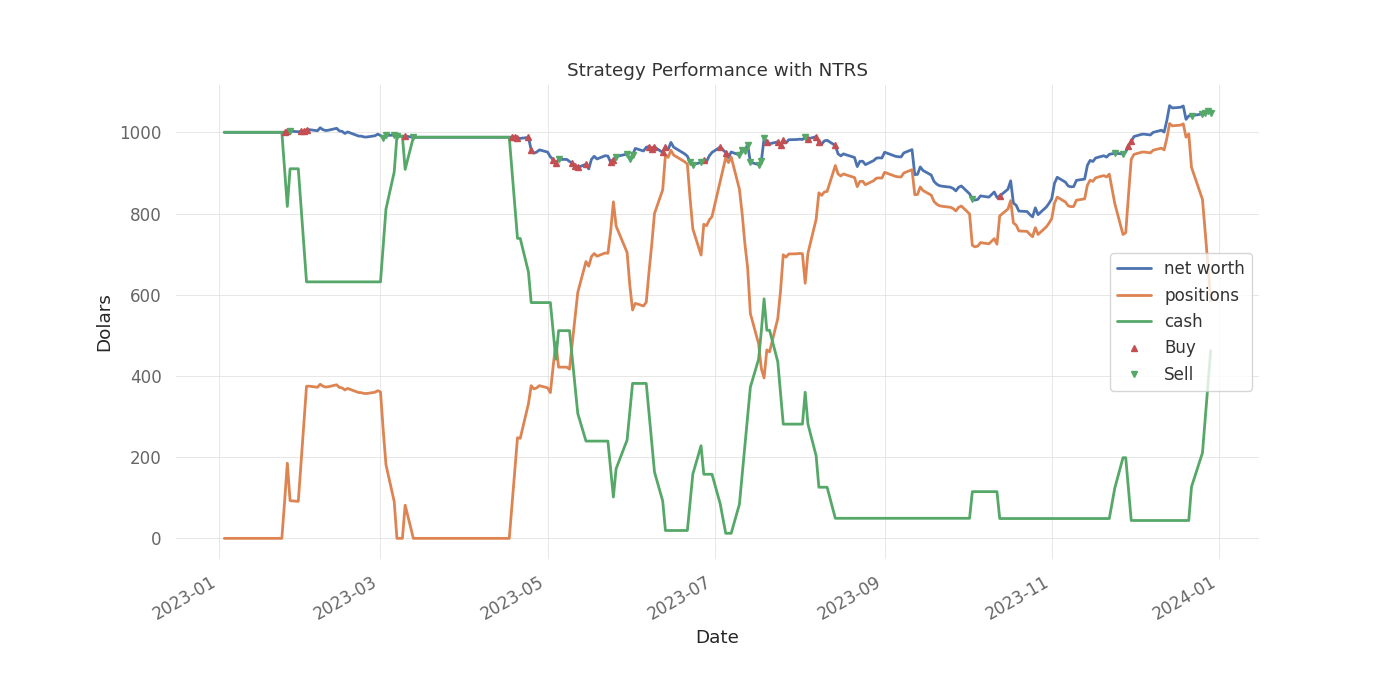 Strategy Performance with NTRS
Dolars
1000
800
600
400
200
0
net worth
positions
cash
Buy
Sell
2023-01
2023-03
2023-05
2023-07
2023-09
2023-11
2024-01
Date